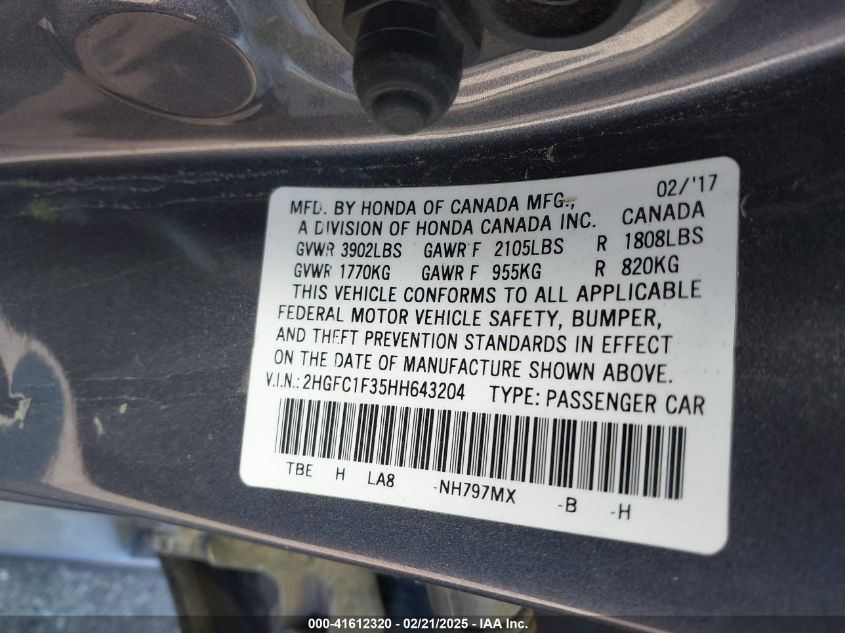 02/'17
MFD. BY HONDA OF CANADA MFG.,
A DIVISION OF HONDA CANADA INC. CANADA
GVWR 3902LBS GAWR F 2105LBS R 1808LBS
GVWR 1770KG GAWR F 955KG R 820KG
THIS VEHICLE CONFORMS TO ALL APPLICABLE
FEDERAL MOTOR VEHICLE SAFETY, BUMPER,
AND THEFT PREVENTION STANDARDS IN EFFECT
ON THE DATE OF MANUFACTURE SHOWN ABOVE.
V.I.N.: 2HGFC1F35HH643204 TYPE: PASSENGER CAR
TBE H LA8 -NH797MX -B -H
000-41612320 - 02/21/2025 - IAA Inc.